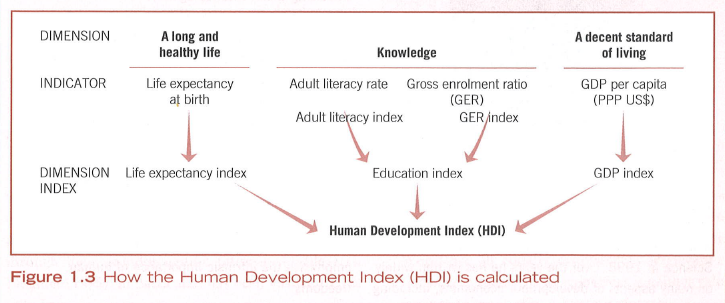 DIMENSION
A long and
healthy life
Knowledge
A decent standard
of living
INDICATOR
Life expectancy
at birth
Adult literacy rate
Gross enrolment ratio
(GER)
GDP per capita
(PPP US$)
Adult literacy index
GER index
DIMENSION
INDEX
Life expectancy index
Education index
GDP index
Human Development Index (HDI)
Figure 1.3 How the Human Development Index (HDI) is calculated